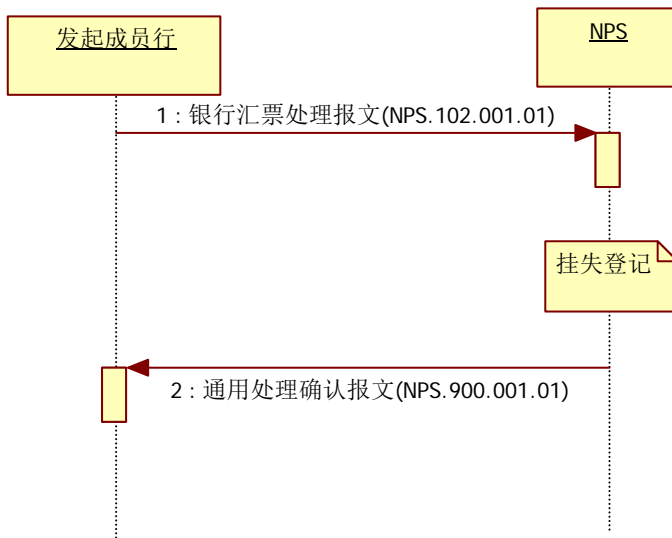 发起成员行
NPS
1 : 银行汇票处理报文(NPS.102.001.01)
挂失登记
2 : 通用处理确认报文(NPS.900.001.01)